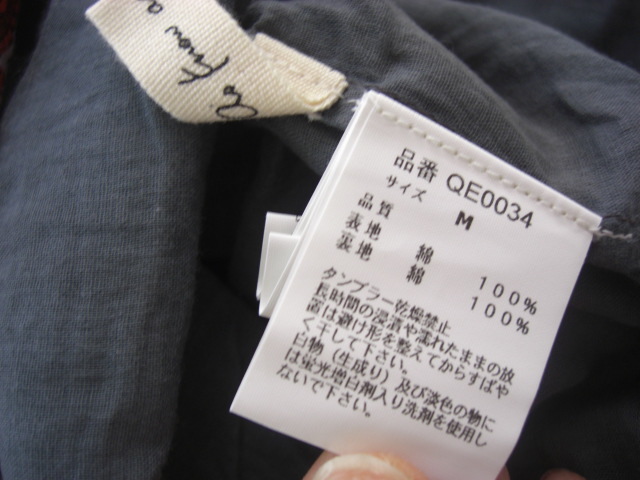 As know a
品番 QE0034
サイズ M
品質
表地 綿 100%
裏地 綿 100%
タンブラー乾燥禁止
長時間の浸漬や濡れたままの放
置は避け形を整えてからすばや
く干して下さい。
白物(生成り)及び淡色の物に
は蛍光増白剤入り洗剤を使用し
ないで下さい。